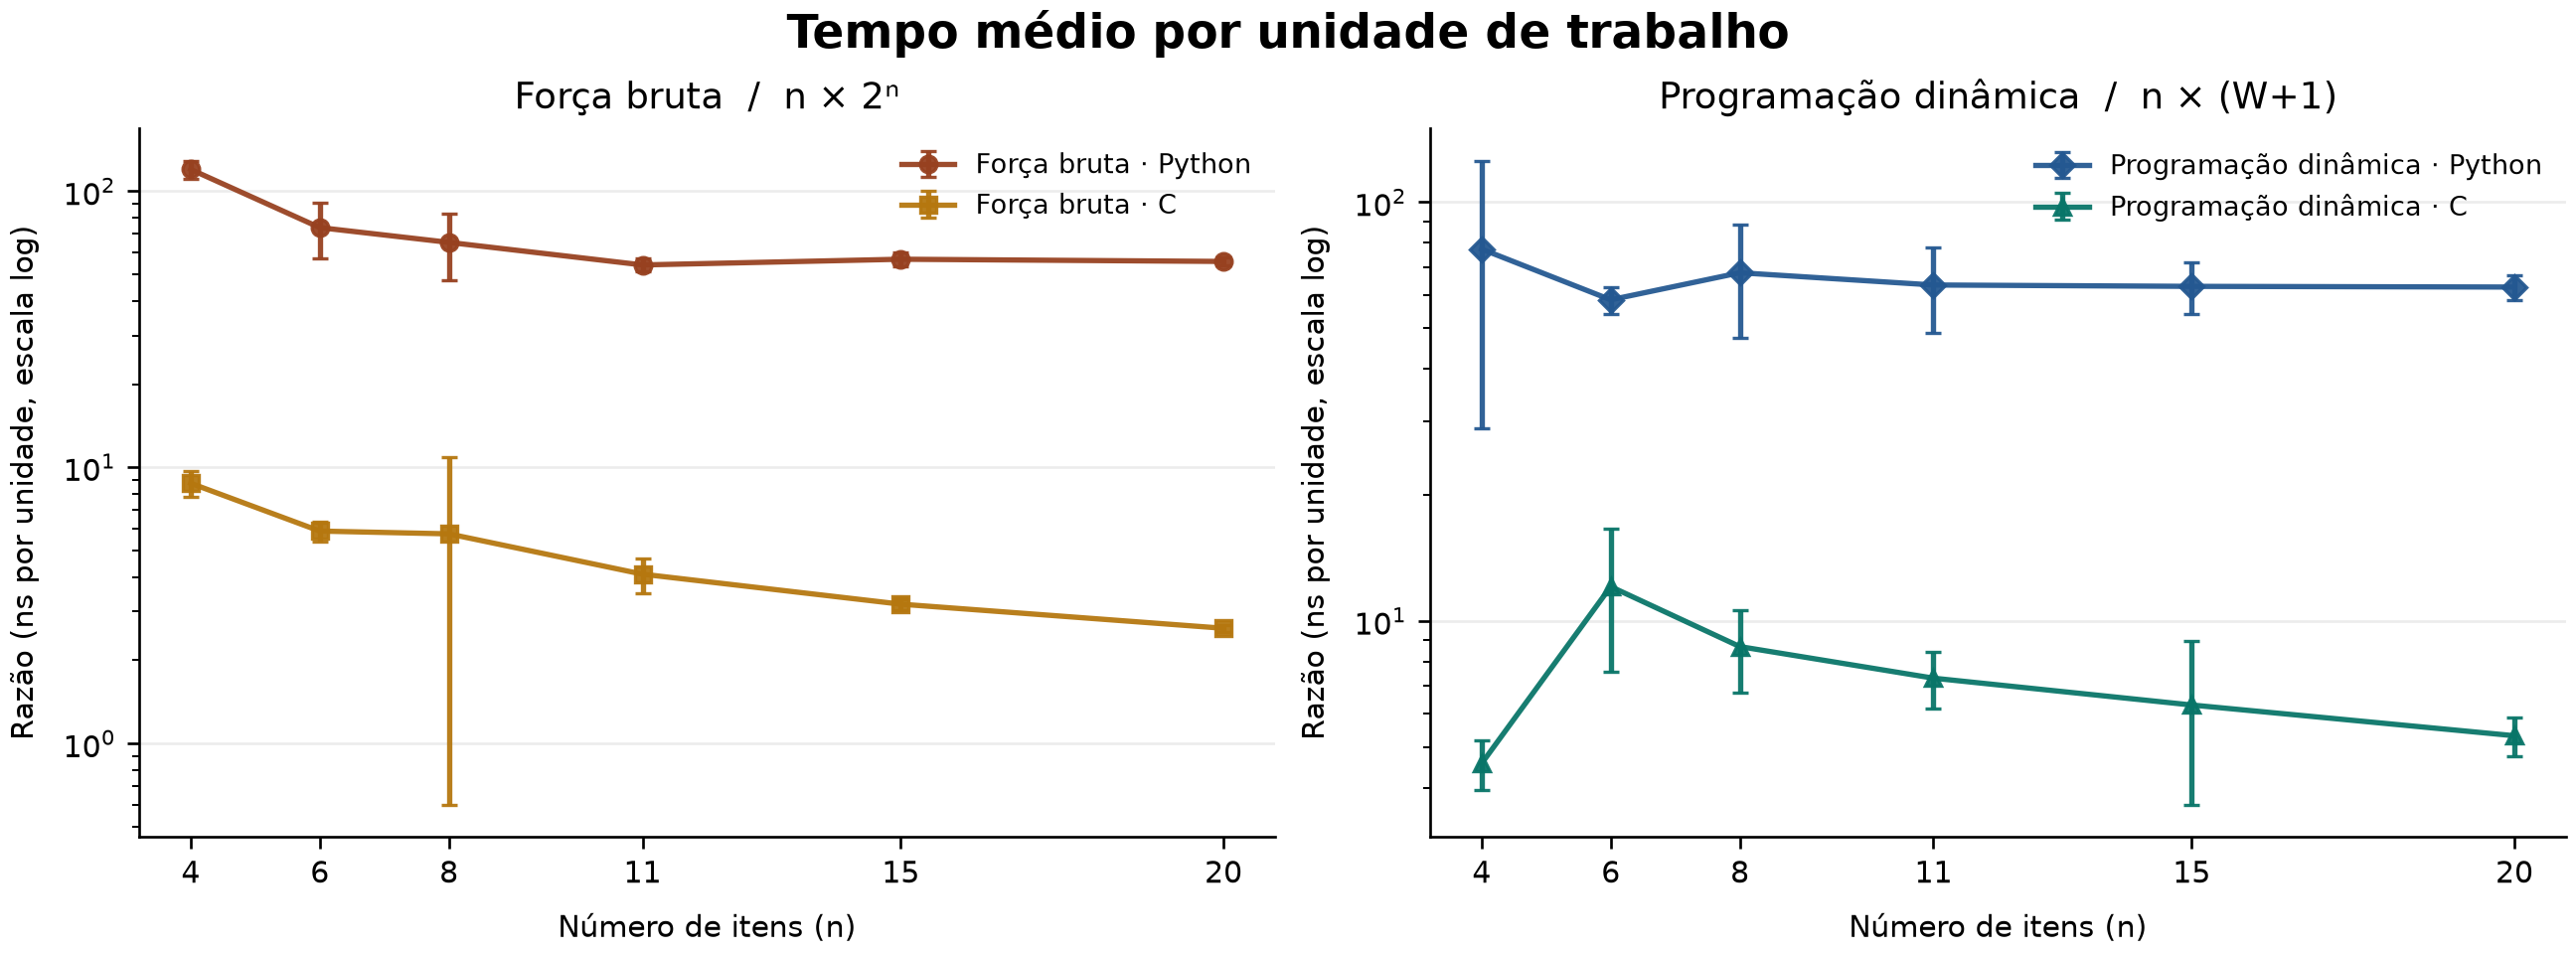 Tempo médio por unidade de trabalho
Força bruta / n × 2ⁿ
Razão (ns por unidade, escala log)
10²
10¹
10⁰
Força bruta · Python
Força bruta · C
4 6 8 11 15 20
Número de itens (n)
Programação dinâmica / n × (W+1)
Razão (ns por unidade, escala log)
10²
10¹
Programação dinâmica · Python
Programação dinâmica · C
4 6 8 11 15 20
Número de itens (n)